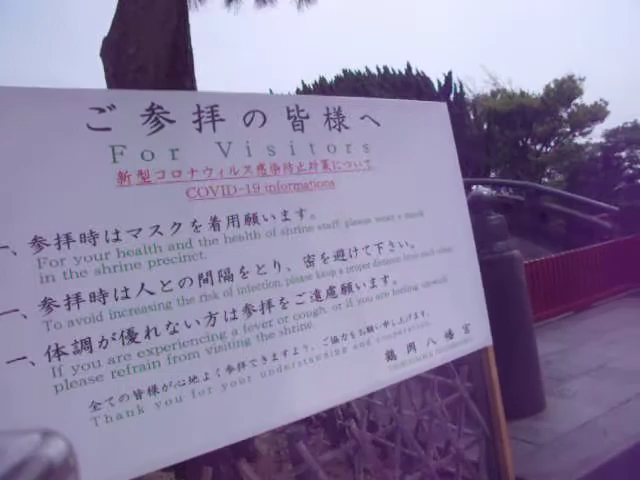 ご参拝の皆様へ
For Visitors
新型コロナウィルス感染防止対策について
COVID-19 informations
一、参拝時はマスクを着用願います。
For your health and the health of shrine staff, please wear a mask
in the shrine precinct.
一、参拝時は人との間隔をとり、密を避けて下さい。
To avoid increasing the risk of infection, please keep a proper distance from each other.
一、体調が優れない方は参拝をご遠慮願います。
If you are experiencing a fever or cough, or if you are feeling unwell
please refrain from visiting the shrine.
全ての皆様が心地よく参拝できますよう、ご協力をお願い申し上げます。
Thank you for your understanding and cooperation.
鶴岡八幡宮